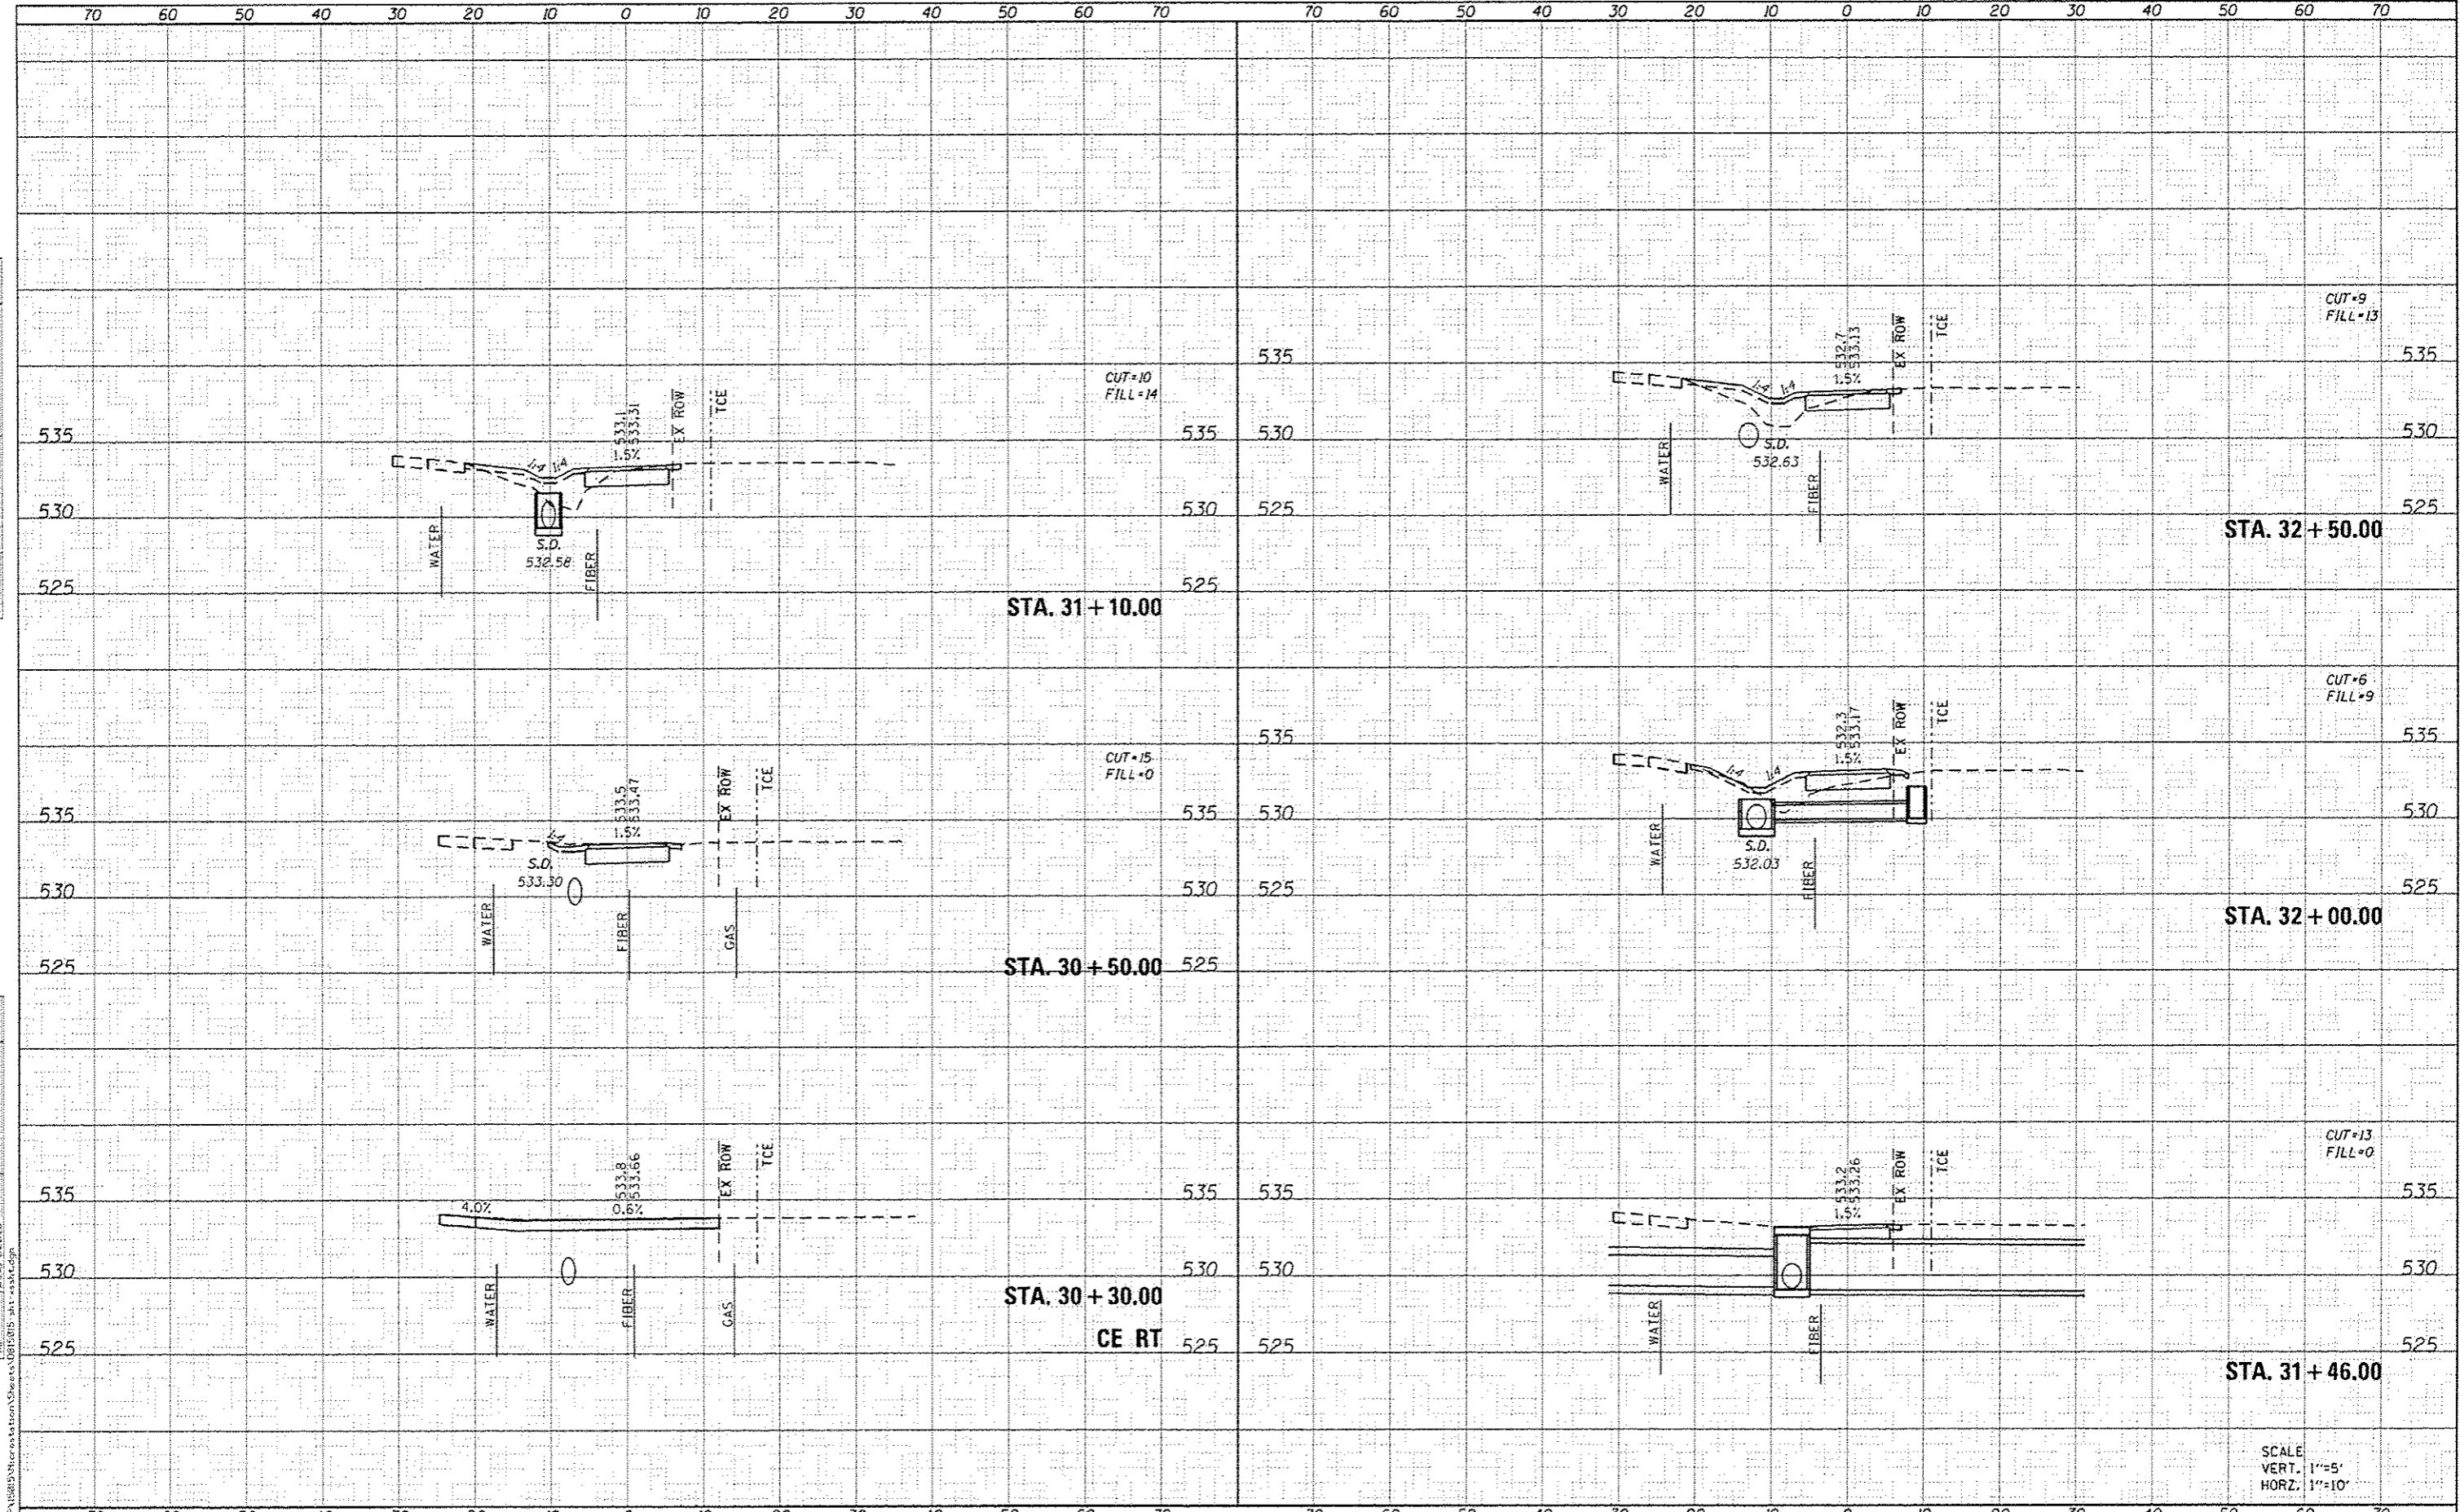 70 60 50 40 30 20 10 0 10 20 30 40 50 60 70 70 60 50 40 30 20 10 0 10 20 30 40 50 60 70
CUT=10
FILL=14
533.1
533.31
1.5%
EX ROW
TCE
1:4 1:4
535 535
530 530
525 525
S.D.
532.58
WATER
FIBER
STA. 31+10.00
CUT=15
FILL=0
533.5
533.47
1.5%
EX ROW
TCE
1:4
535 535
530 530
525 525
S.D.
533.30
WATER
FIBER
GAS
STA. 30+50.00
533.8
533.66
0.6%
4.0%
EX ROW
TCE
535 535
530 530
525 525
WATER
FIBER
GAS
STA. 30+30.00
CE RT
CUT=9
FILL=13
532.7
533.13
1.5%
EX ROW
TCE
1:4 1:4
535 535
530 530
525 525
S.D.
532.63
WATER
FIBER
STA. 32+50.00
CUT=6
FILL=9
532.3
533.17
1.5%
EX ROW
TCE
1:4 1:4
535 535
530 530
525 525
S.D.
532.03
WATER
FIBER
STA. 32+00.00
CUT=13
FILL=0
533.2
533.26
1.5%
EX ROW
TCE
535 535
530 530
525 525
WATER
FIBER
STA. 31+46.00
SCALE
VERT. 1"=5'
HORZ. 1"=10'